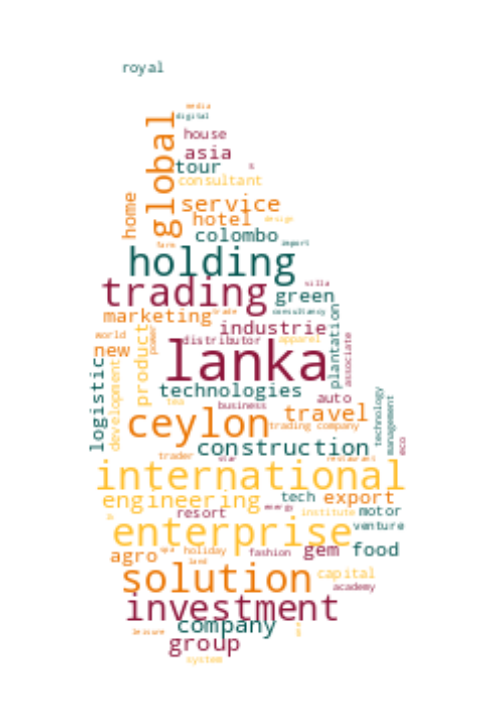 royal
media
digital
global
house
asia
tour
consultant
home
service
hotel
design
colombo
import
farm
holding
trading
villa
green
consultancy
marketing
trade
industrie
world
power
product
distributor
apparel
plantation
associate
new
lanka
logistic
development
technologies
tea
business
auto
ceylon
travel
technology
management
trading company
construction
eco
trader
star
restaurant
international
engineering
tech
export
resort
energy
institute
motor
enterprise
venture
agro
spa
holiday
fashion
gem
food
land
solution
capital
academy
investment
company
leisure
group
system